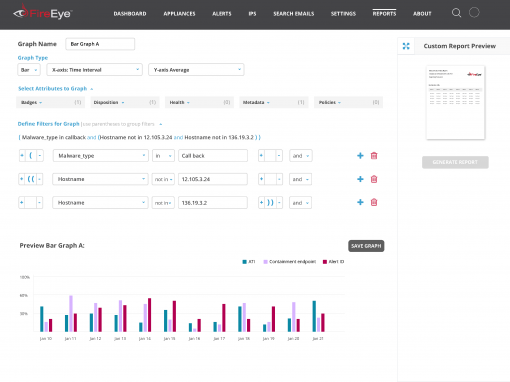 FireEye™ DASHBOARD APPLIANCES ALERTS IPS SEARCH EMAILS SETTINGS REPORTS ABOUT
Graph Name Bar Graph A
Custom Report Preview
Graph Type
Bar X-axis: Time Interval Y-axis Average
Select Attributes to Graph
Badges (1) Disposition (1) Health (0) Metadata (1) Policies (0)
Define Filters for Graph (use parentheses to group filters
( Malware_type in callback and (Hostname not in 12.105.3.24 and Hostname not in 136.19.3.2 ) )
+ ( Malware_type in Call back + and +
GENERATE REPORT
+ (( Hostname not in 12.105.3.24 + and +
+ Hostname not in 136.19.3.2 + )) and +
Preview Bar Graph A:
SAVE GRAPH
ATI Containment endpoint Alert ID
100%
60%
30%
Jan 10 Jan 11 Jan 12 Jan 13 Jan 14 Jan 15 Jan 16 Jan 17 Jan 18 Jan 19 Jan 20 Jan 21